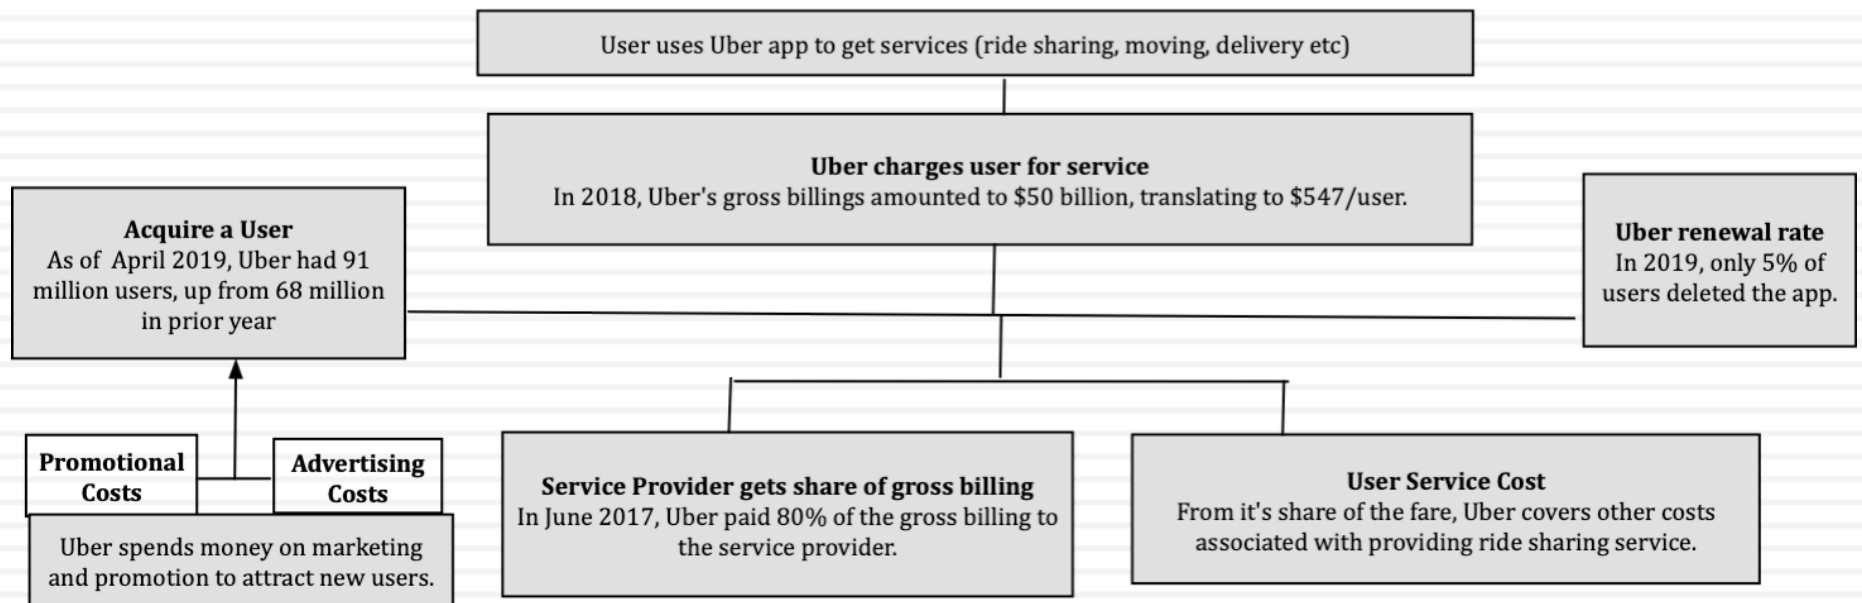 User uses Uber app to get services (ride sharing, moving, delivery etc)
Uber charges user for service
In 2018, Uber's gross billings amounted to $50 billion, translating to $547/user.
Acquire a User
As of April 2019, Uber had 91
million users, up from 68 million
in prior year
Uber renewal rate
In 2019, only 5% of
users deleted the app.
Promotional
Costs
Advertising
Costs
Uber spends money on marketing
and promotion to attract new users.
Service Provider gets share of gross billing
In June 2017, Uber paid 80% of the gross billing to
the service provider.
User Service Cost
From it's share of the fare, Uber covers other costs
associated with providing ride sharing service.